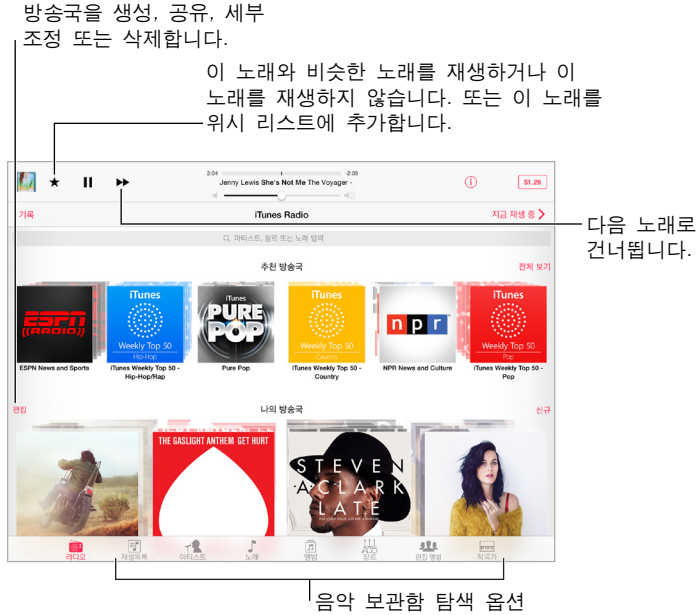 방송국을 생성, 공유, 세부
조정 또는 삭제합니다.
이 노래와 비슷한 노래를 재생하거나 이
노래를 재생하지 않습니다. 또는 이 노래를
위시 리스트에 추가합니다.
2:04 -2:05
Jenny Lewis She's Not Me The Voyager -
$1.29
기록 iTunes Radio 지금 재생 중
다음 노래로
건너뜁니다.
아티스트, 장르 또는 노래 입력
추천 방송국 전체 보기
ESPN ((RADIO))
iTunes Weekly Top 50 Hip-Hop
iTunes PURE POP
iTunes Weekly Top 50 Country
npr
iTunes Weekly Top 50 Pop
ESPN News and Sports
iTunes Weekly Top 50 - Hip-Hop/Rap
Pure Pop
iTunes Weekly Top 50 - Country
NPR News and Culture
iTunes Weekly Top 50 - Pop
편집 나의 방송국 신규
THE GASLIGHT ANTHEM GET HURT
STEVEN
A CLARK
LATE
라디오 재생목록 아티스트 노래 앨범 장르 편집 앨범 작곡가
음악 보관함 탐색 옵션